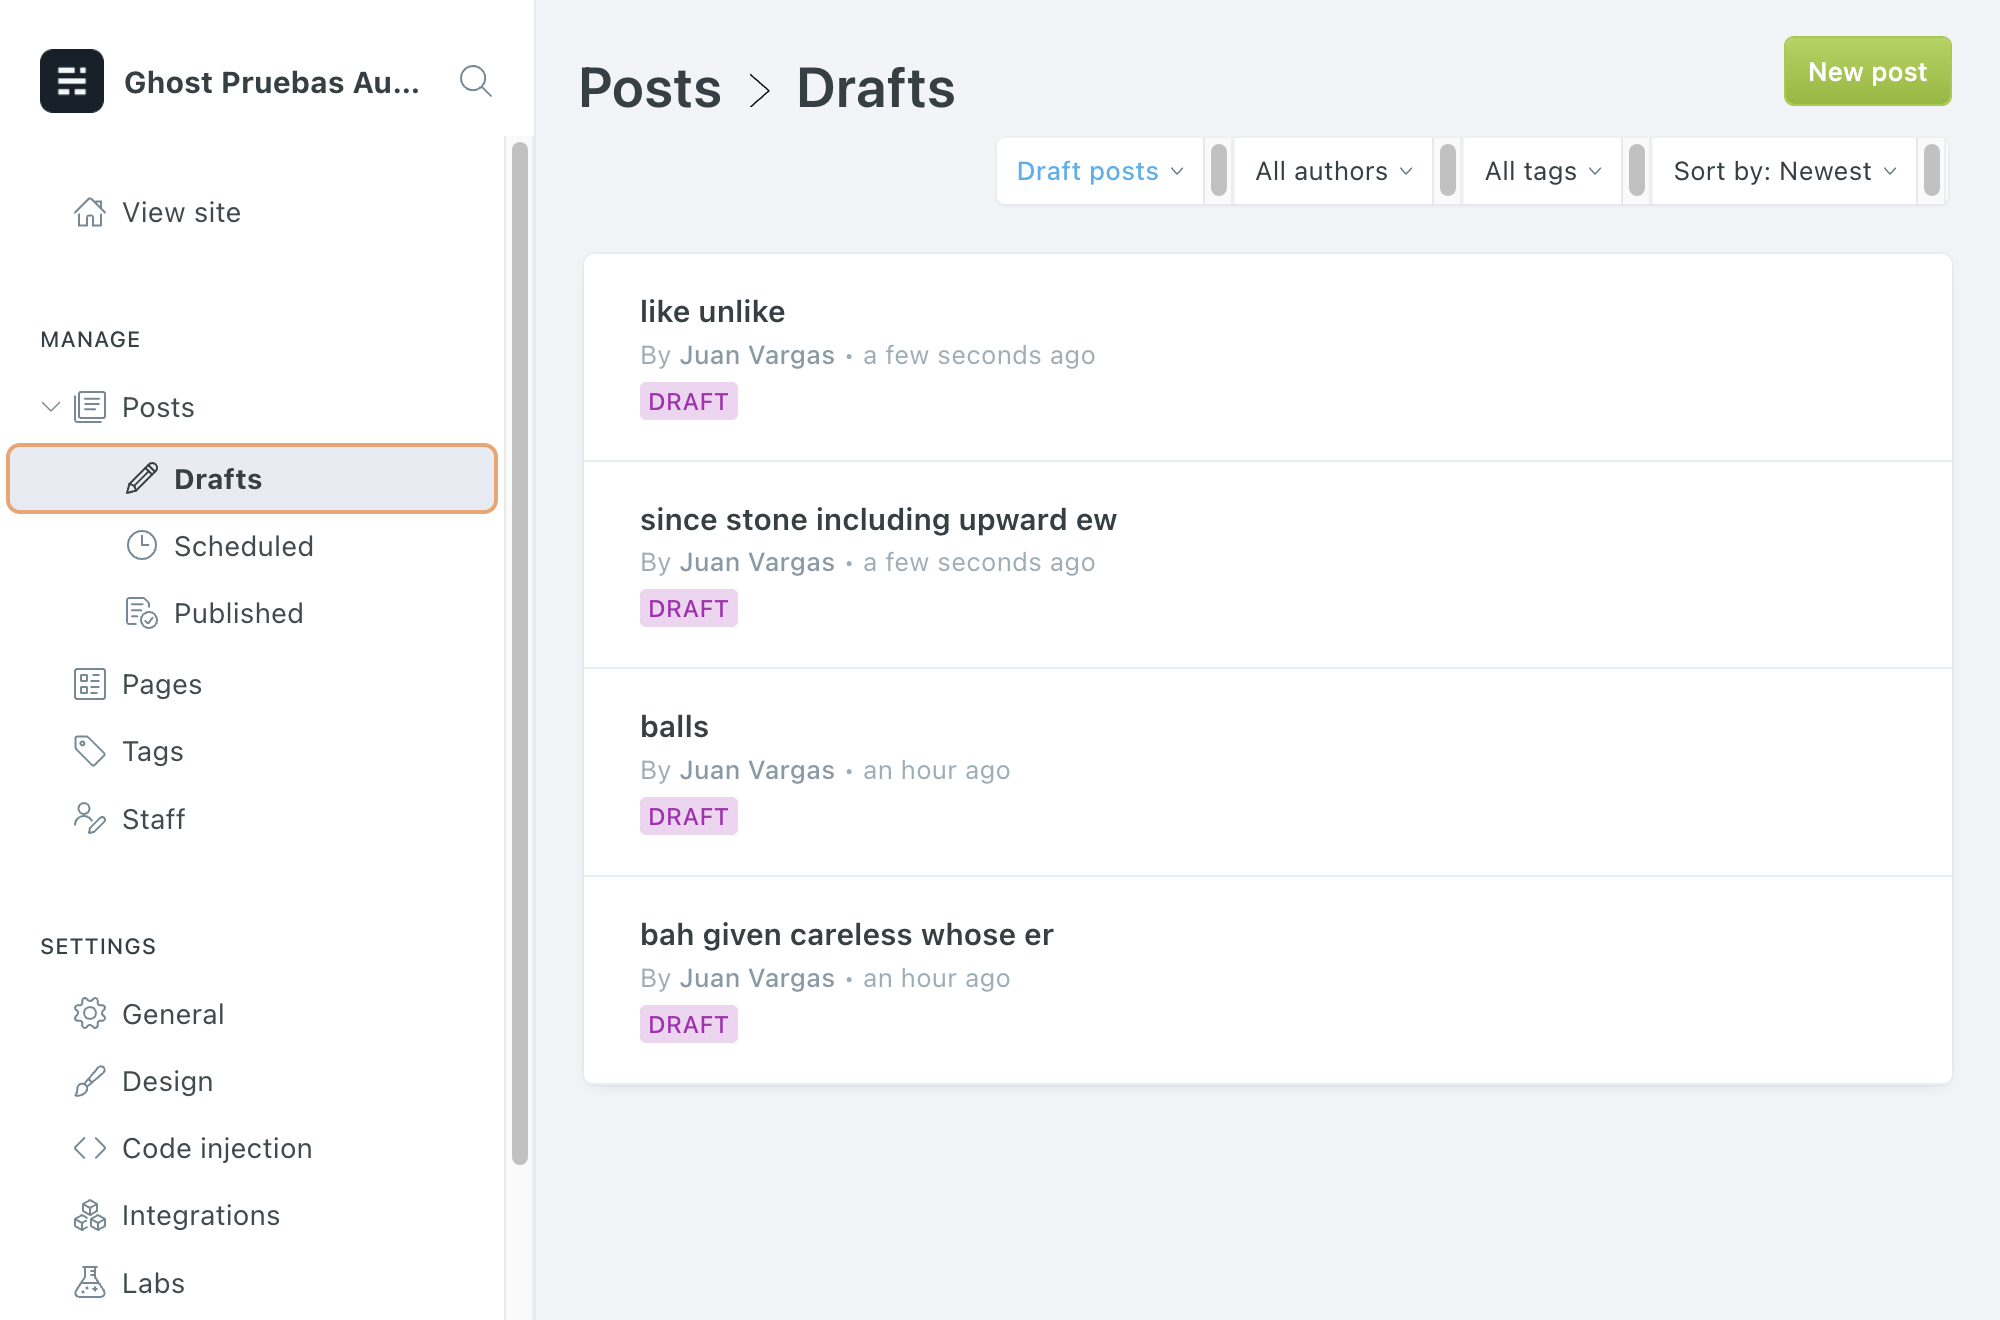 Ghost Pruebas Au...
View site
MANAGE
Posts
Drafts
Scheduled
Published
Pages
Tags
Staff
SETTINGS
General
Design
Code injection
Integrations
Labs
Posts > Drafts
New post
Draft posts
All authors
All tags
Sort by: Newest
like unlike
By Juan Vargas • a few seconds ago
DRAFT
since stone including upward ew
By Juan Vargas • a few seconds ago
DRAFT
balls
By Juan Vargas • an hour ago
DRAFT
bah given careless whose er
By Juan Vargas • an hour ago
DRAFT